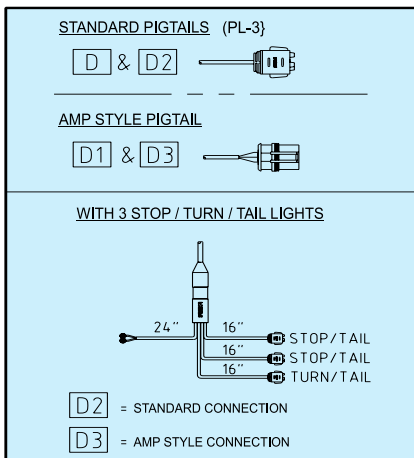 STANDARD PIGTAILS (PL-3}
D & D2
AMP STYLE PIGTAIL
D1 & D3
WITH 3 STOP / TURN / TAIL LIGHTS
24" 16" STOP/TAIL
16" STOP/TAIL
16" TURN/TAIL
D2 = STANDARD CONNECTION
D3 = AMP STYLE CONNECTION